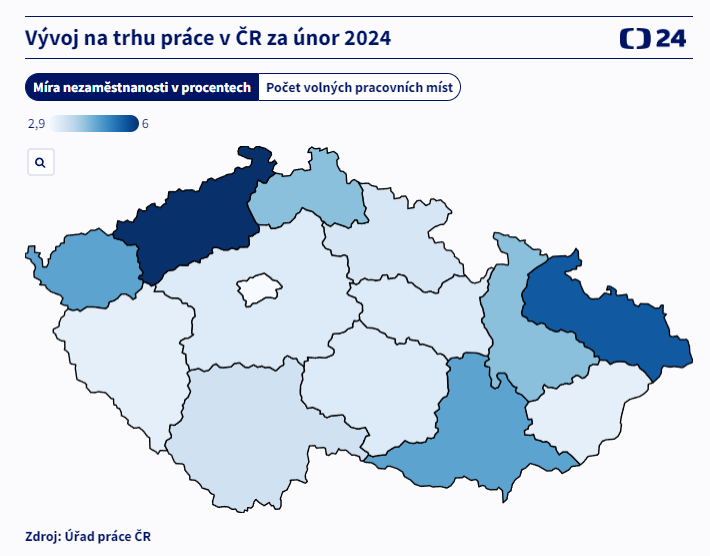 Vývoj na trhu práce v ČR za únor 2024
24
Míra nezaměstnanosti v procentech Počet volných pracovních míst
2,9 6
Zdroj: Úřad práce ČR